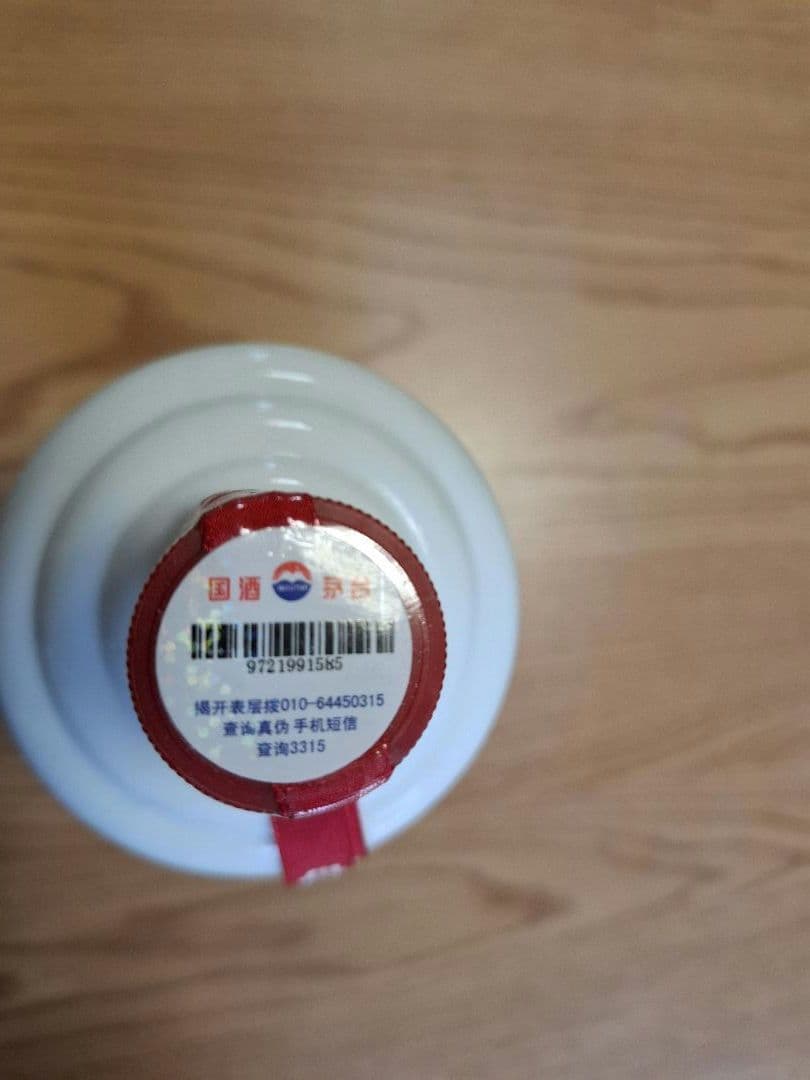 国酒 茅台
9721991585
揭开表层拨010-64450315
查询真伪 手机短信
查询3315